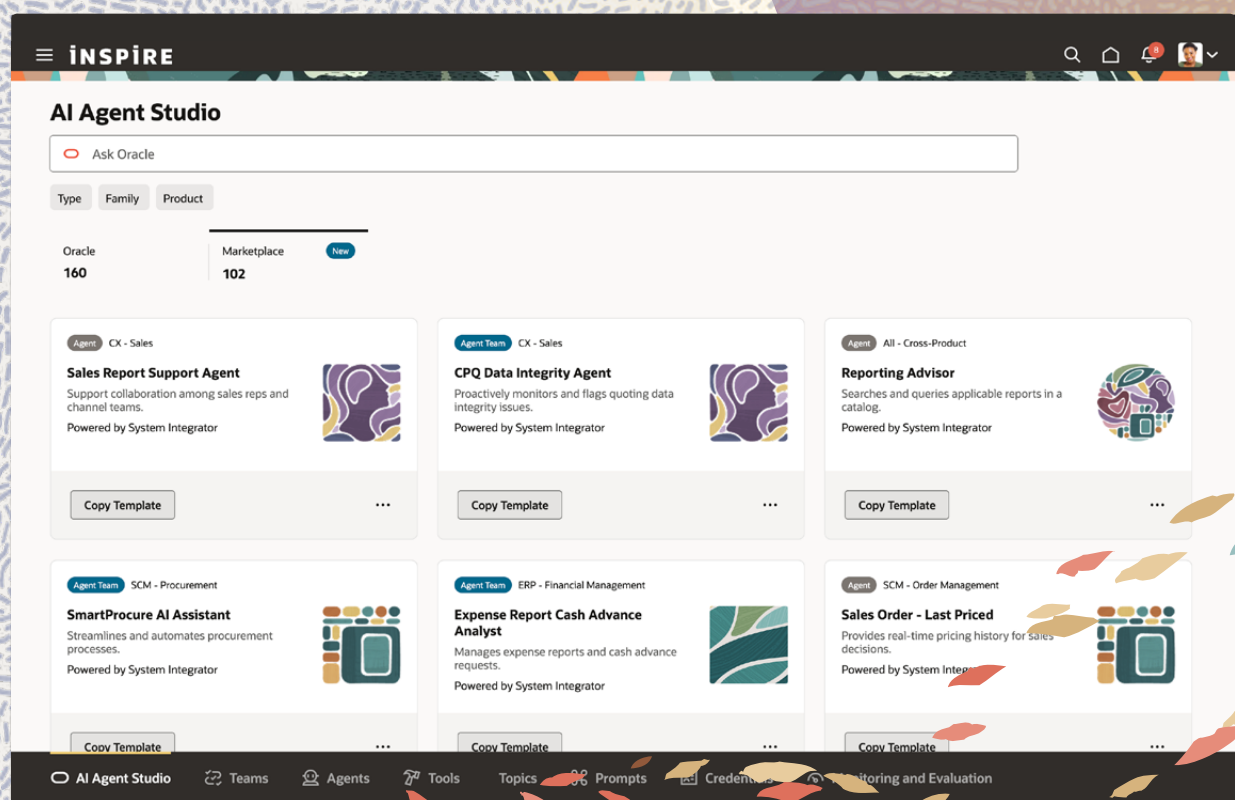 iNSPiRE
8
AI Agent Studio
Ask Oracle
Type Family Product
Oracle Marketplace New
160 102
Agent CX - Sales
Sales Report Support Agent
Support collaboration among sales reps and
channel teams.
Powered by System Integrator
Copy Template
Agent Team CX - Sales
CPQ Data Integrity Agent
Proactively monitors and flags quoting data
integrity issues.
Powered by System Integrator
Copy Template
Agent All - Cross-Product
Reporting Advisor
Searches and queries applicable reports in a
catalog.
Powered by System Integrator
Copy Template
Agent Team SCM - Procurement
SmartProcure AI Assistant
Streamlines and automates procurement
processes.
Powered by System Integrator
Copy Template
Agent Team ERP - Financial Management
Expense Report Cash Advance
Analyst
Manages expense reports and cash advance
requests.
Powered by System Integrator
Copy Template
Agent SCM - Order Management
Sales Order - Last Priced
Provides real-time pricing history for sales
decisions.
Powered by System
Copy Template
AI Agent Studio Teams Agents Tools Topics Prompts and Evaluation